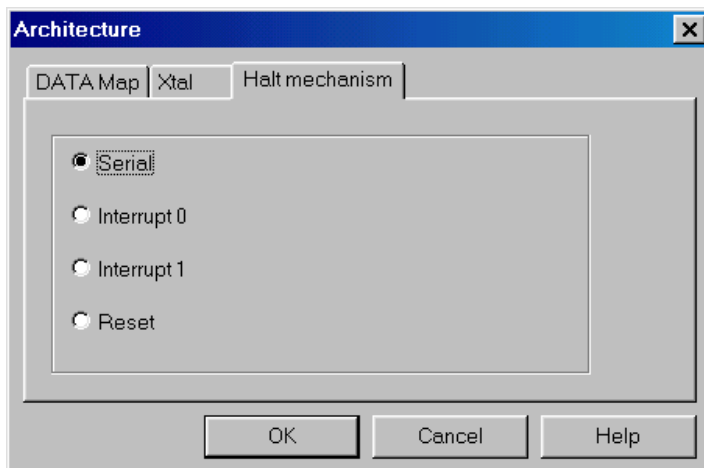 Architecture
DATA Map Xtal Halt mechanism
Serial
Interrupt 0
Interrupt 1
Reset
OK Cancel Help